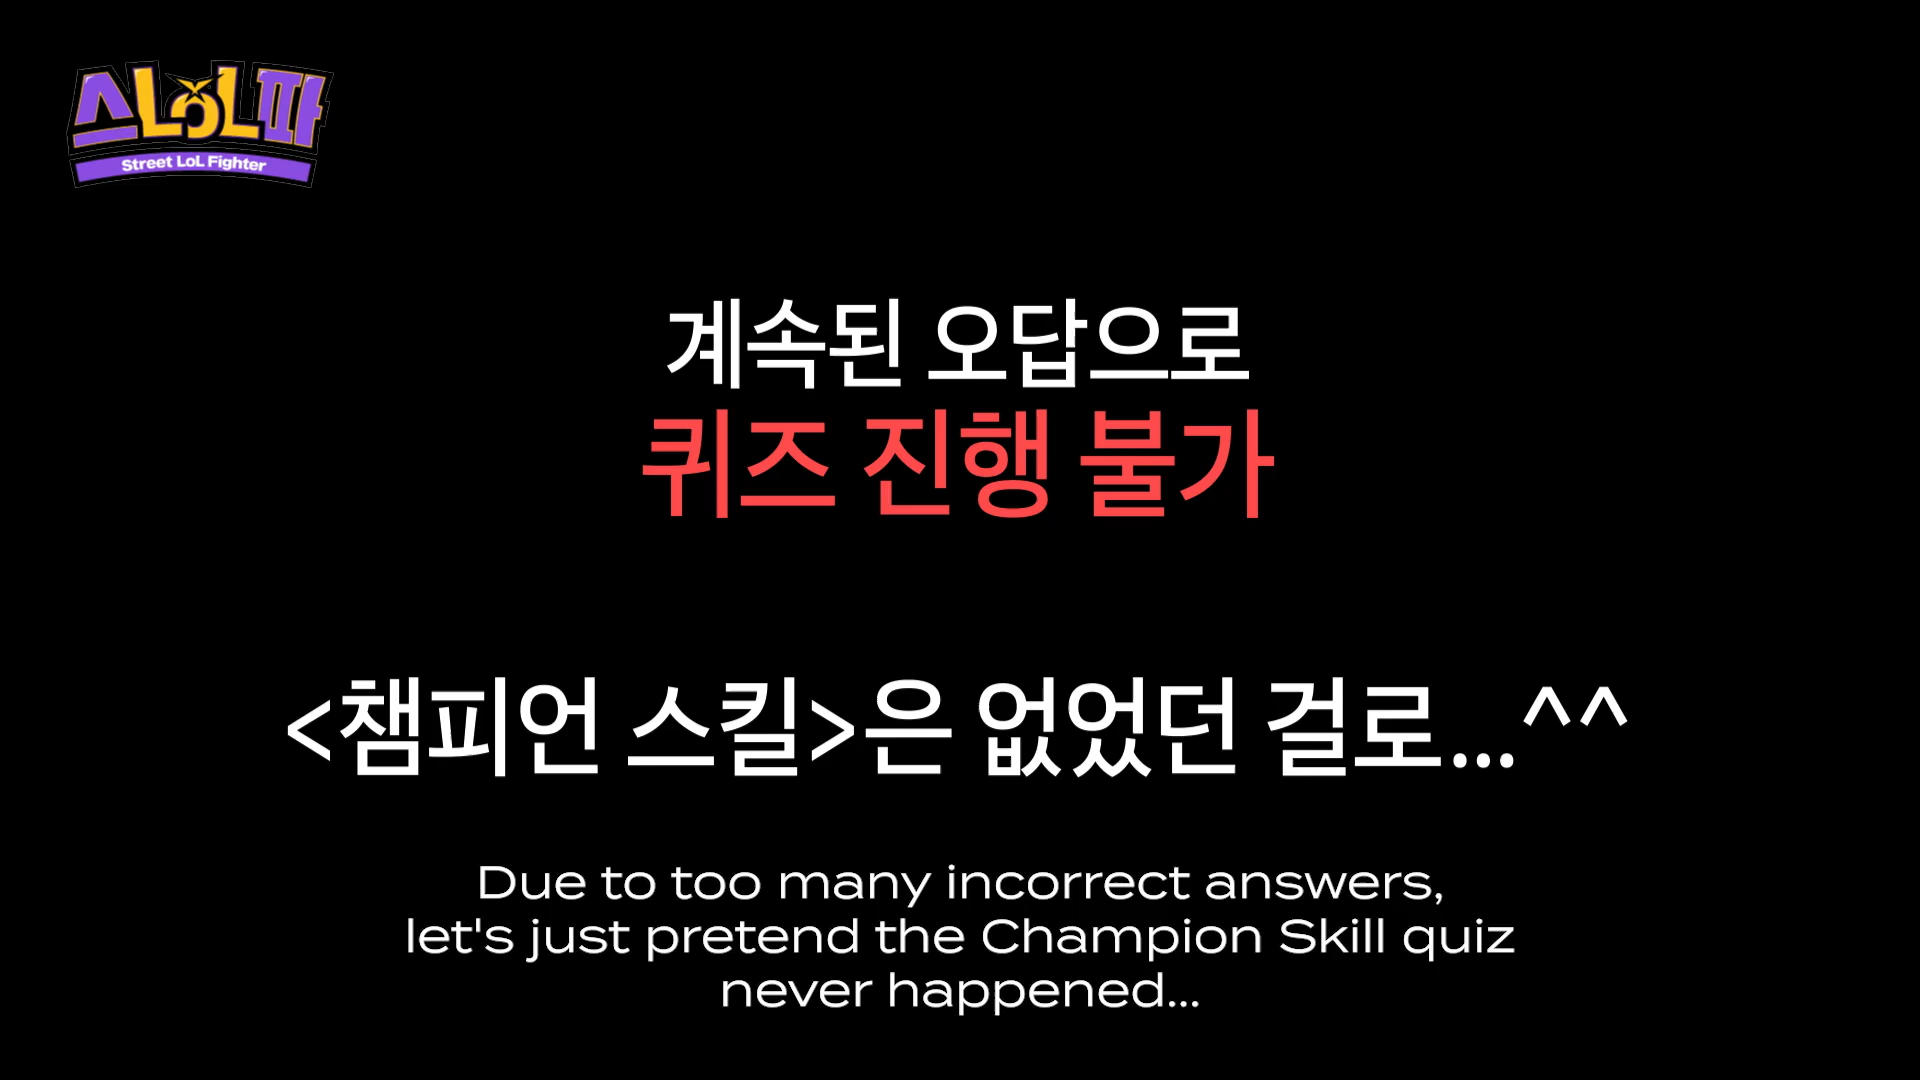 스LoL파
Street LoL Fighter
계속된 오답으로
퀴즈 진행 불가
<챔피언 스킬>은 없었던 걸로...^^
Due to too many incorrect answers,
let's just pretend the Champion Skill quiz
never happened...